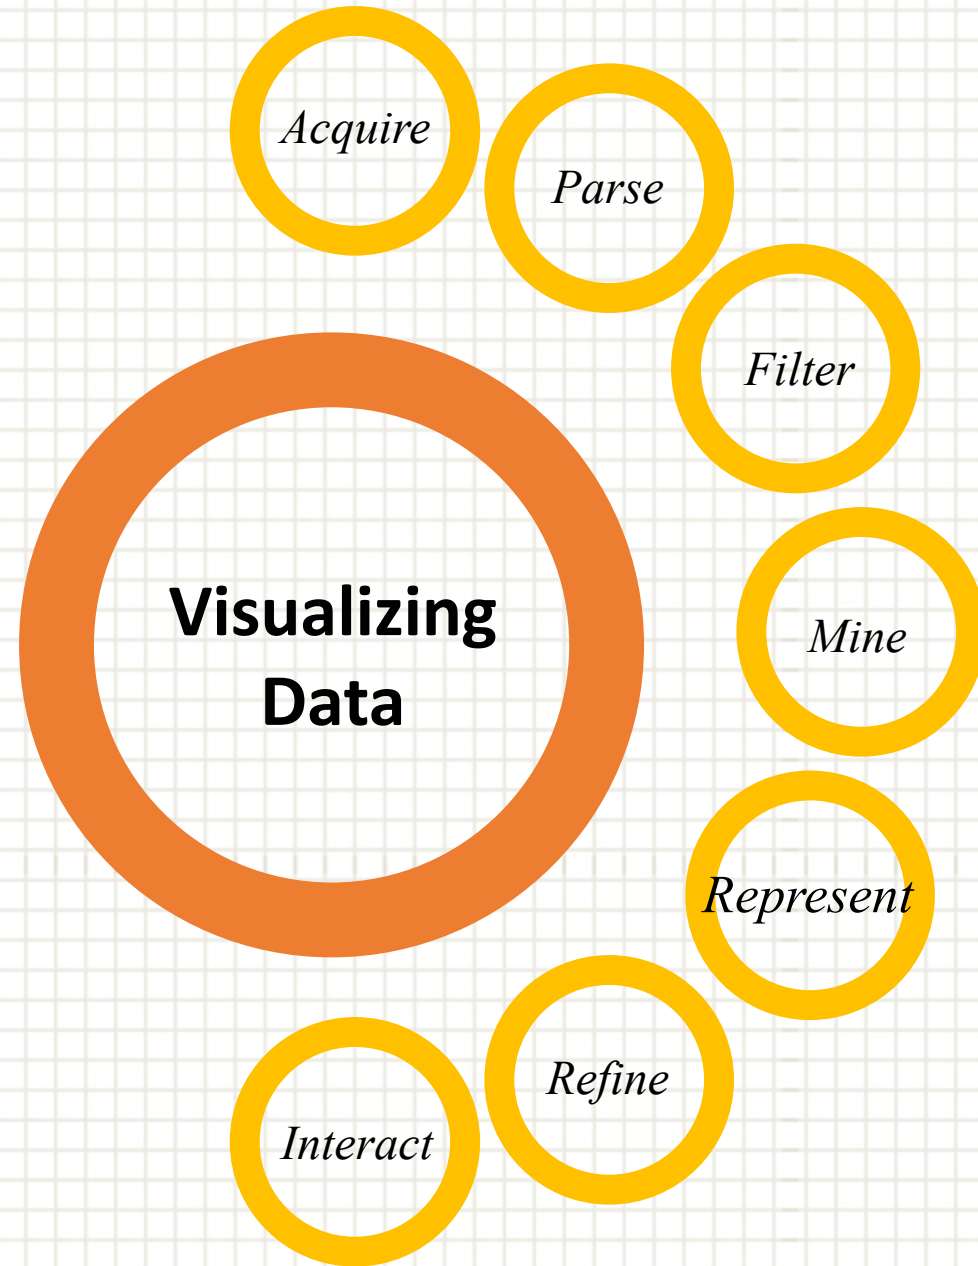 Acquire
Parse
Filter
Visualizing
Data
Mine
Represent
Refine
Interact